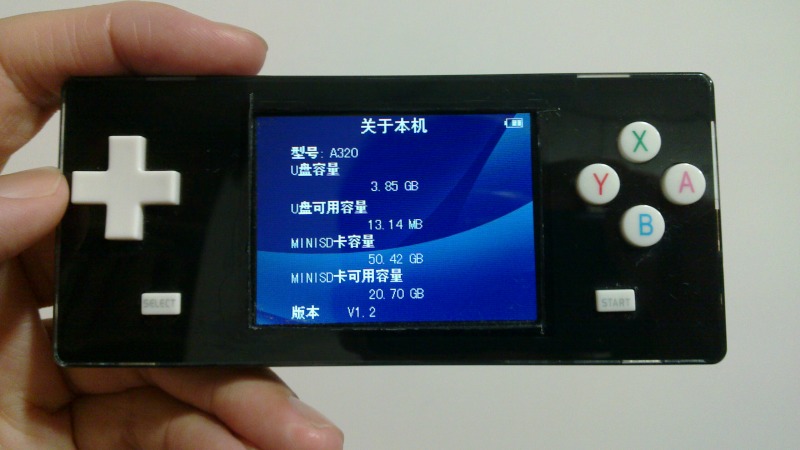 关于本机
型号: A320
U盘容量
3.85 GB
U盘可用容量
13.14 MB
MINISD卡容量
50.42 GB
MINISD卡可用容量
20.70 GB
版本 V1.2
X
Y
A
B
SELECT
START